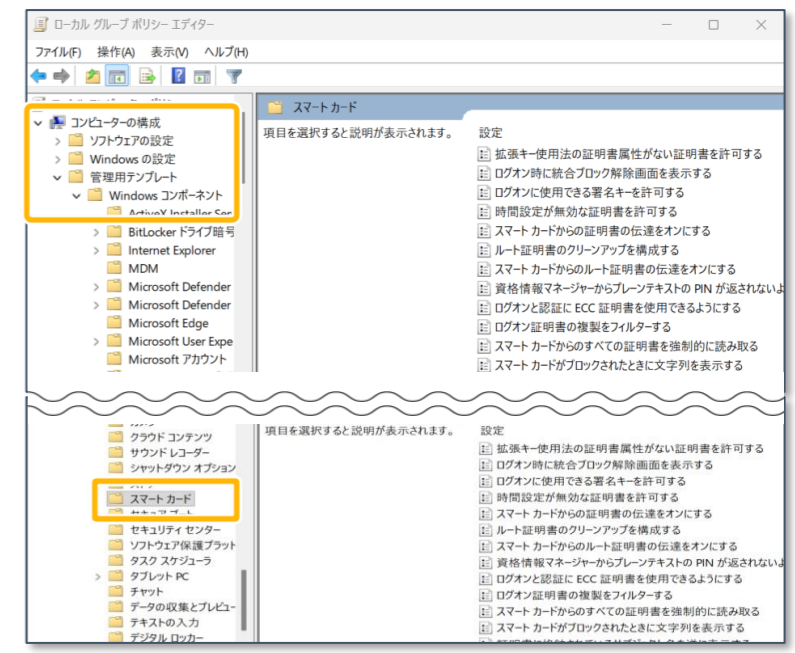 ローカル グループ ポリシー エディター
ファイル(F) 操作(A) 表示(V) ヘルプ(H)
スマート カード
コンピューターの構成
ソフトウェアの設定
Windows の設定
管理用テンプレート
Windows コンポーネント
ActiveX Installer Ser
BitLocker ドライブ暗号
Internet Explorer
MDM
Microsoft Defender
Microsoft Defender
Microsoft Edge
Microsoft User Expe
Microsoft アカウント
項目を選択すると説明が表示されます。
設定
拡張キー使用法の証明書属性がない証明書を許可する
ログオン時に統合ブロック解除画面を表示する
ログオンに使用できる署名キーを許可する
時間設定が無効な証明書を許可する
スマート カードからの証明書の伝達をオンにする
ルート証明書のクリーンアップを構成する
スマート カードからのルート証明書の伝達をオンにする
資格情報マネージャーからプレーンテキストの PIN が返されないよ
ログオンと認証に ECC 証明書を使用できるようにする
ログオン証明書の複製をフィルターする
スマート カードからのすべての証明書を強制的に読み取る
スマート カードがブロックされたときに文字列を表示する
クラウド コンテンツ
サウンド レコーダー
シャットダウン オプション
スマート カード
セキュア ブート
セキュリティ センター
ソフトウェア保護プラット
タスク スケジューラ
タブレット PC
チャット
データの収集とプレビュー
テキストの入力
デジタル ロッカー
項目を選択すると説明が表示されます。
設定
拡張キー使用法の証明書属性がない証明書を許可する
ログオン時に統合ブロック解除画面を表示する
ログオンに使用できる署名キーを許可する
時間設定が無効な証明書を許可する
スマート カードからの証明書の伝達をオンにする
ルート証明書のクリーンアップを構成する
スマート カードからのルート証明書の伝達をオンにする
資格情報マネージャーからプレーンテキストの PIN が返されないよ
ログオンと認証に ECC 証明書を使用できるようにする
ログオン証明書の複製をフィルターする
スマート カードからのすべての証明書を強制的に読み取る
スマート カードがブロックされたときに文字列を表示する